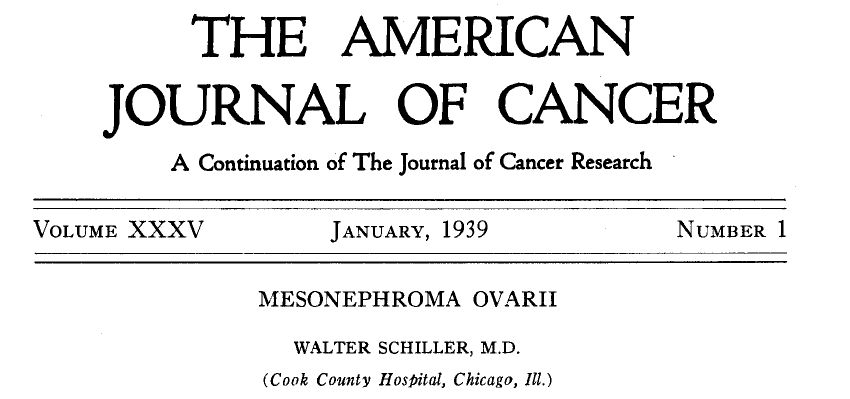 THE AMERICAN
JOURNAL OF CANCER
A Continuation of The Journal of Cancer Research
VOLUME XXXV JANUARY, 1939 NUMBER 1
MESONEPHROMA OVARII
WALTER SCHILLER, M.D.
(Cook County Hospital, Chicago, Ill.)